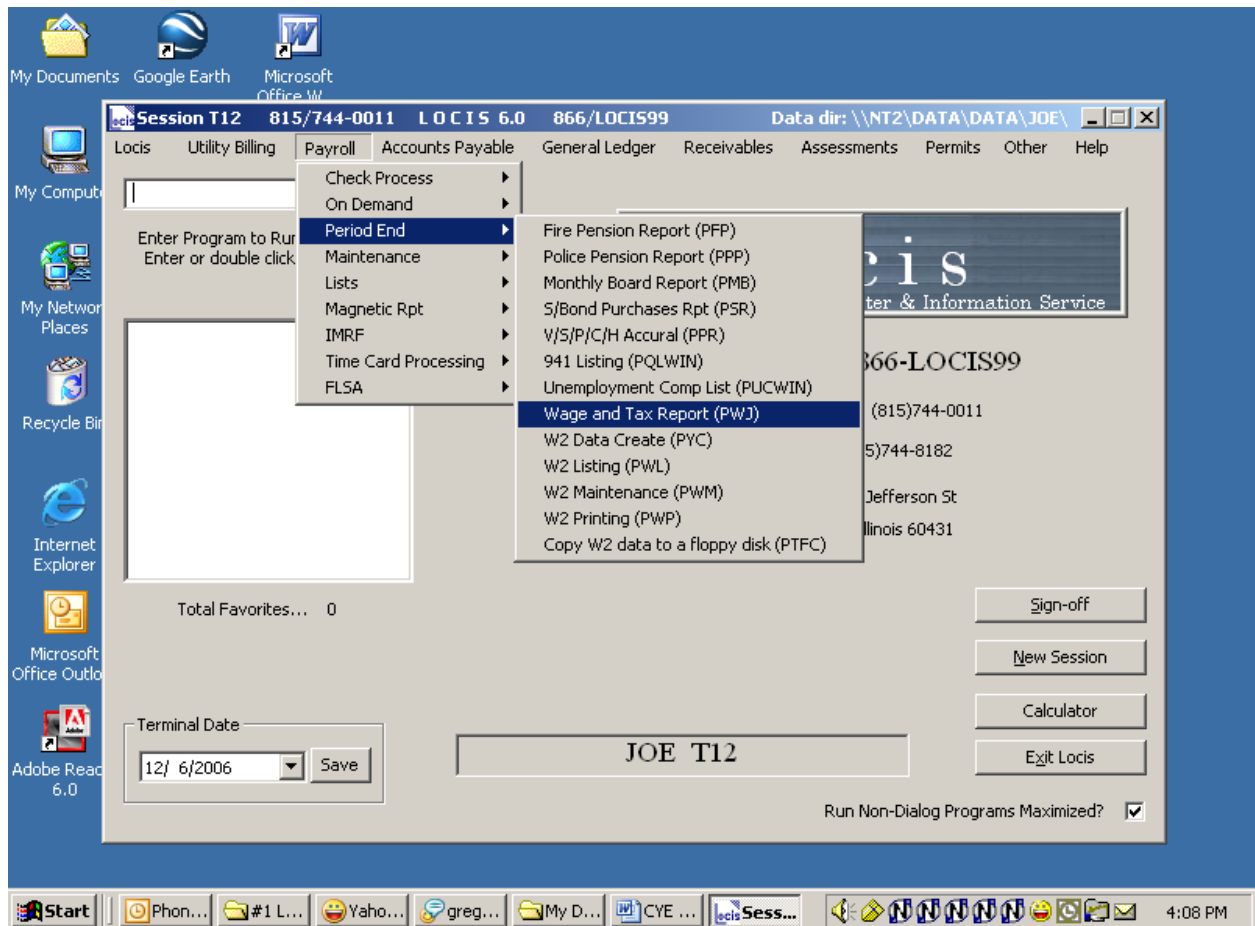 My Documents
Google Earth
Microsoft
Office W
Session T12 815/744-0011 L O C I S 6.0 866/LOCIS99 Data dir: \\NT2\DATA\DATA\JOE\
Locis Utility Billing Payroll Accounts Payable General Ledger Receivables Assessments Permits Other Help
My Compute
Check Process
On Demand
Period End
Maintenance
Lists
Magnetic Rpt
IMRF
Time Card Processing
FLSA
Enter Program to Run
Enter or double click
Fire Pension Report (PFP)
Police Pension Report (PPP)
Monthly Board Report (PMB)
S/Bond Purchases Rpt (PSR)
V/S/P/C/H Accural (PPR)
941 Listing (PQLWIN)
Unemployment Comp List (PUCWIN)
Wage and Tax Report (PWJ)
W2 Data Create (PYC)
W2 Listing (PWL)
W2 Maintenance (PWM)
W2 Printing (PWP)
Copy W2 data to a floppy disk (PTFC)
cis
ter & Information Service
866-LOCIS99
(815)744-0011
5)744-8182
Jefferson St
llinois 60431
My Networ
Places
Recycle Bin
Internet
Explorer
Microsoft
Office Outlo
Adobe Read
6.0
Total Favorites... 0
Sign-off
New Session
Calculator
Exit Locis
Terminal Date
12/ 6/2006
Save
JOE T12
Run Non-Dialog Programs Maximized?
Start Phon... #1 L... Yaho... greg... My D... CYE ... Sess... 4:08 PM